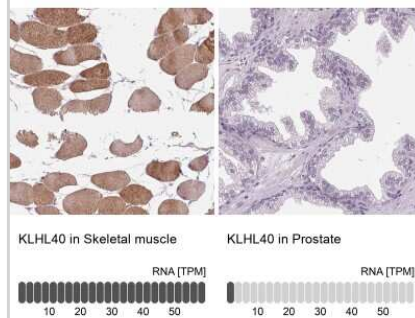 KLHL40 in Skeletal muscle
RNA [TPM]
10 20 30 40 50
KLHL40 in Prostate
RNA [TPM]
10 20 30 40 50